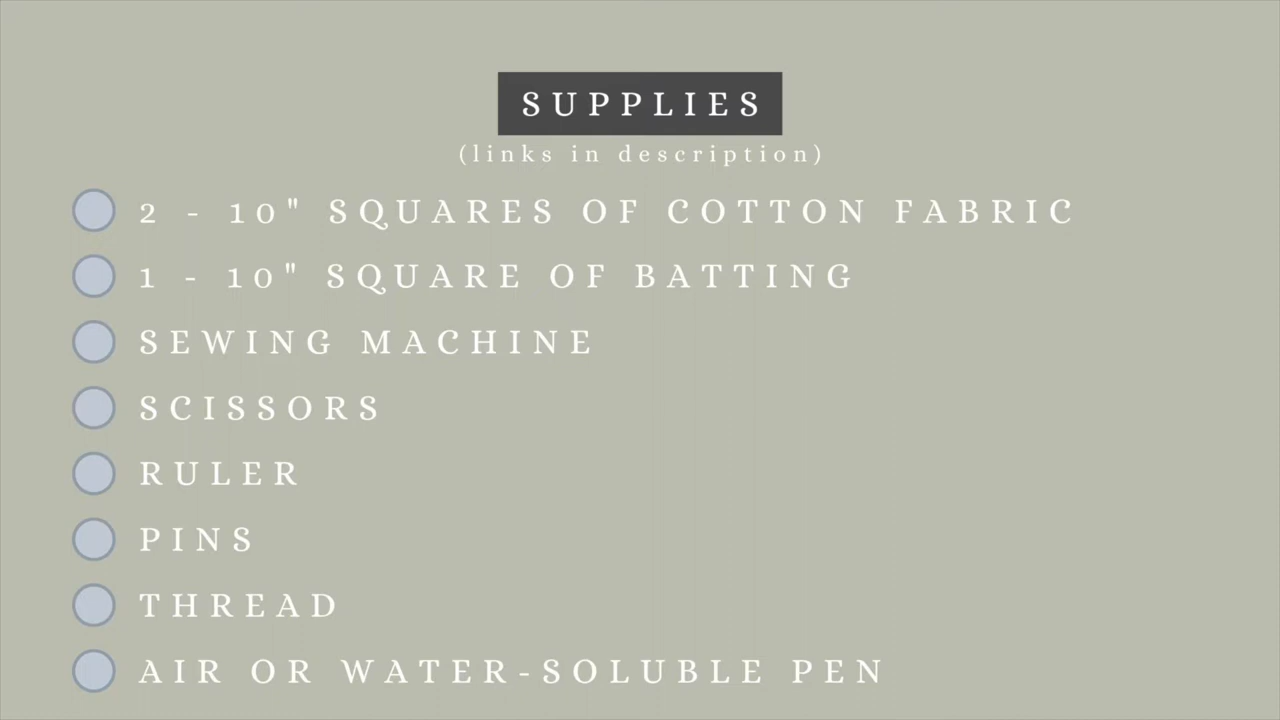 SUPPLIES
(links in description)
2 - 10" SQUARES OF COTTON FABRIC
1 - 10" SQUARE OF BATTING
SEWING MACHINE
SCISSORS
RULER
PINS
THREAD
AIR OR WATER-SOLUBLE PEN